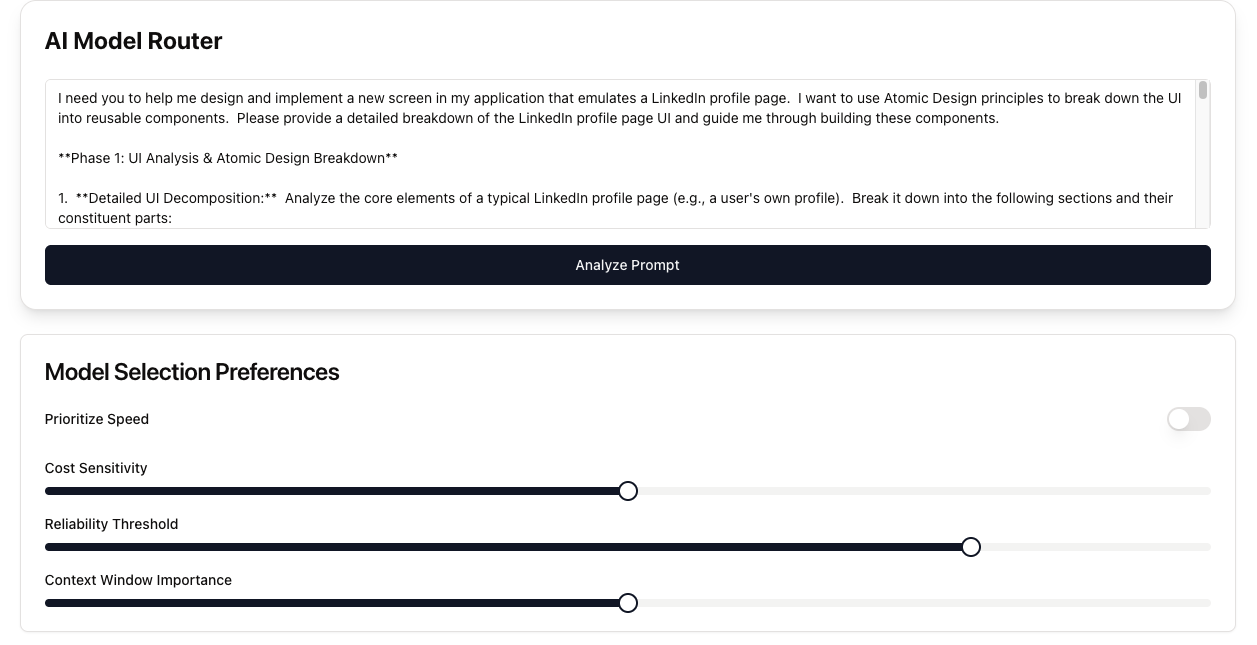 AI Model Router
I need you to help me design and implement a new screen in my application that emulates a LinkedIn profile page.  I want to use Atomic Design principles to break down the UI
into reusable components.  Please provide a detailed breakdown of the LinkedIn profile page UI and guide me through building these components.
**Phase 1: UI Analysis & Atomic Design Breakdown**
1.  **Detailed UI Decomposition:**  Analyze the core elements of a typical LinkedIn profile page (e.g., a user's own profile).  Break it down into the following sections and their
constituent parts:
Analyze Prompt
Model Selection Preferences
Prioritize Speed
Cost Sensitivity
Reliability Threshold
Context Window Importance